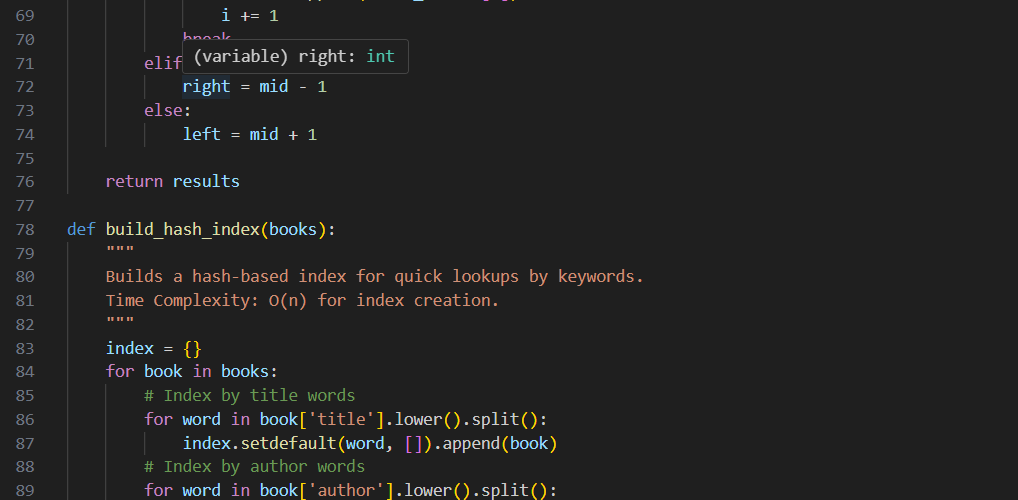 69 i += 1
70 break
(variable) right: int
71 elif
72 right = mid - 1
73 else:
74 left = mid + 1
75
76 return results
77
78 def build_hash_index(books):
79 """
80 Builds a hash-based index for quick lookups by keywords.
81 Time Complexity: O(n) for index creation.
82 """
83 index = {}
84 for book in books:
85 # Index by title words
86 for word in book['title'].lower().split():
87 index.setdefault(word, []).append(book)
88 # Index by author words
89 for word in book['author'].lower().split():